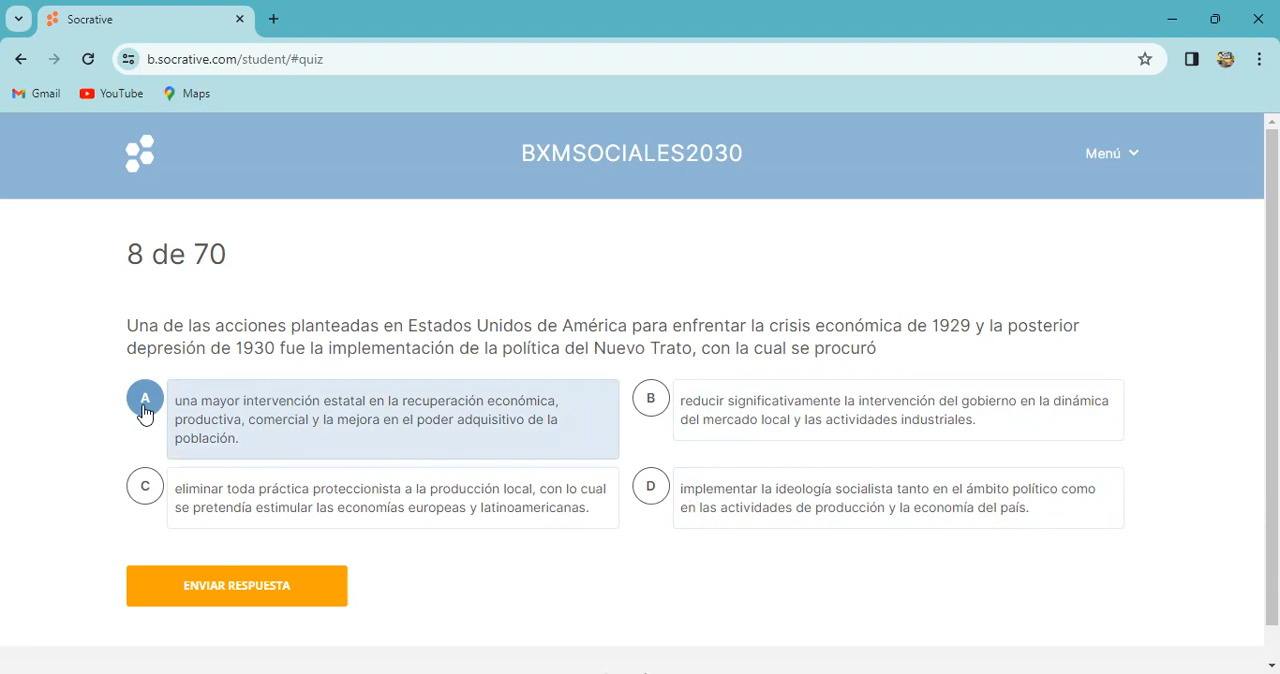 Socrative
b.socrative.com/student/#quiz
Gmail
YouTube
Maps
BXMSOCIALES2030
Menú
8 de 70
Una de las acciones planteadas en Estados Unidos de América para enfrentar la crisis económica de 1929 y la posterior
depresión de 1930 fue la implementación de la política del Nuevo Trato, con la cual se procuró
A
una mayor intervención estatal en la recuperación económica,
productiva, comercial y la mejora en el poder adquisitivo de la
población.
B
reducir significativamente la intervención del gobierno en la dinámica
del mercado local y las actividades industriales.
C
eliminar toda práctica proteccionista a la producción local, con lo cual
se pretendía estimular las economías europeas y latinoamericanas.
D
implementar la ideología socialista tanto en el ámbito político como
en las actividades de producción y la economía del país.
ENVIAR RESPUESTA